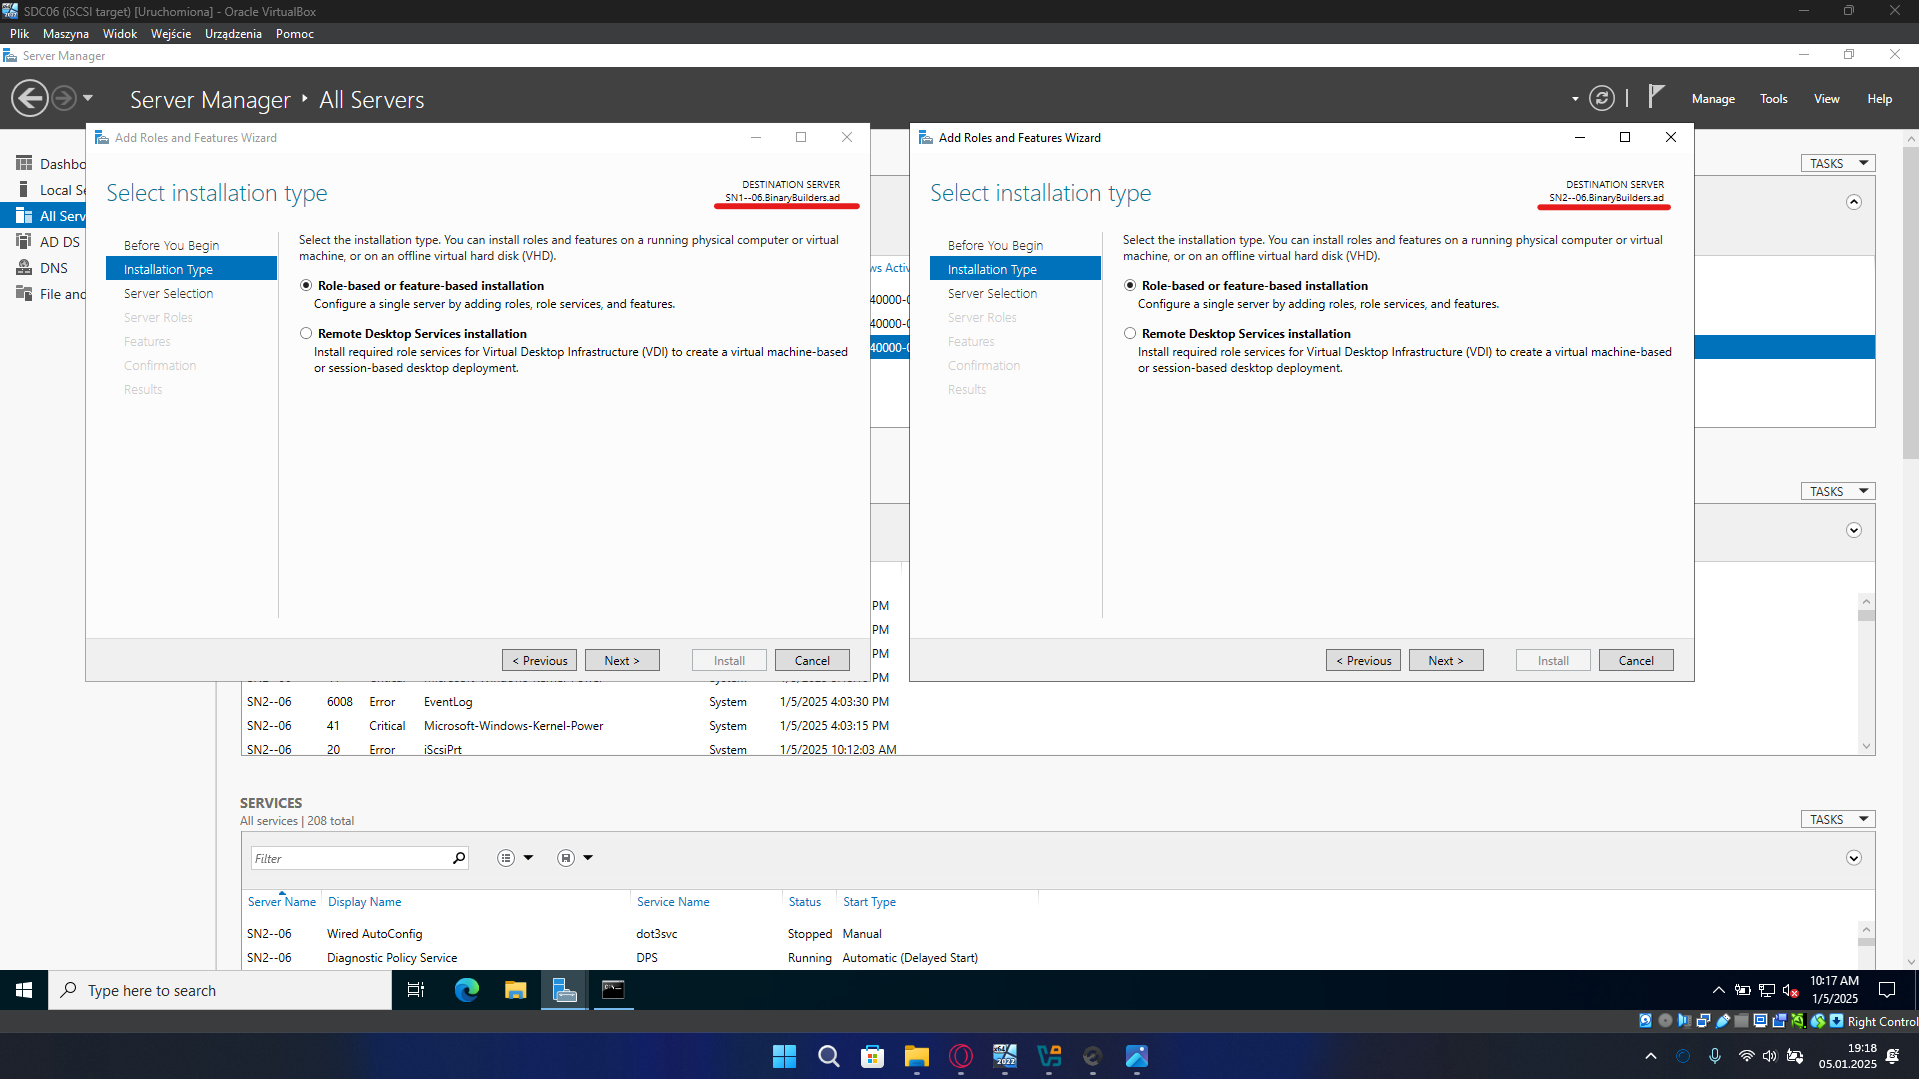 SDC06 (iSCSI target) [Uruchomiona] - Oracle VirtualBox
Plik Maszyna Widok Wejście Urządzenia Pomoc
Server Manager
Server Manager ‣ All Servers
Manage Tools View Help
Dashbo
Local Se
All Serv
AD DS
DNS
File and
Add Roles and Features Wizard
Select installation type
DESTINATION SERVER
SN1--06.BinaryBuilders.ad
Before You Begin
Installation Type
Server Selection
Server Roles
Features
Confirmation
Results
Select the installation type. You can install roles and features on a running physical computer or virtual
machine, or on an offline virtual hard disk (VHD).
Role-based or feature-based installation
Configure a single server by adding roles, role services, and features.
Remote Desktop Services installation
Install required role services for Virtual Desktop Infrastructure (VDI) to create a virtual machine-based
or session-based desktop deployment.
< Previous Next > Install Cancel
ws Activ
40000-0
40000-0
40000-0
PM
PM
PM
PM
Add Roles and Features Wizard
Select installation type
DESTINATION SERVER
SN2--06.BinaryBuilders.ad
Before You Begin
Installation Type
Server Selection
Server Roles
Features
Confirmation
Results
Select the installation type. You can install roles and features on a running physical computer or virtual
machine, or on an offline virtual hard disk (VHD).
Role-based or feature-based installation
Configure a single server by adding roles, role services, and features.
Remote Desktop Services installation
Install required role services for Virtual Desktop Infrastructure (VDI) to create a virtual machine-based
or session-based desktop deployment.
< Previous Next > Install Cancel
TASKS
TASKS
SN2--06 6008 Error EventLog System 1/5/2025 4:03:30 PM
SN2--06 41 Critical Microsoft-Windows-Kernel-Power System 1/5/2025 4:03:15 PM
SN2--06 20 Error iScsiPrt System 1/5/2025 10:12:03 AM
SERVICES
All services | 208 total
TASKS
Filter
Server Name Display Name Service Name Status Start Type
SN2--06 Wired AutoConfig dot3svc Stopped Manual
SN2--06 Diagnostic Policy Service DPS Running Automatic (Delayed Start)
Type here to search
10:17 AM
1/5/2025
Right Control
19:18
05.01.2025